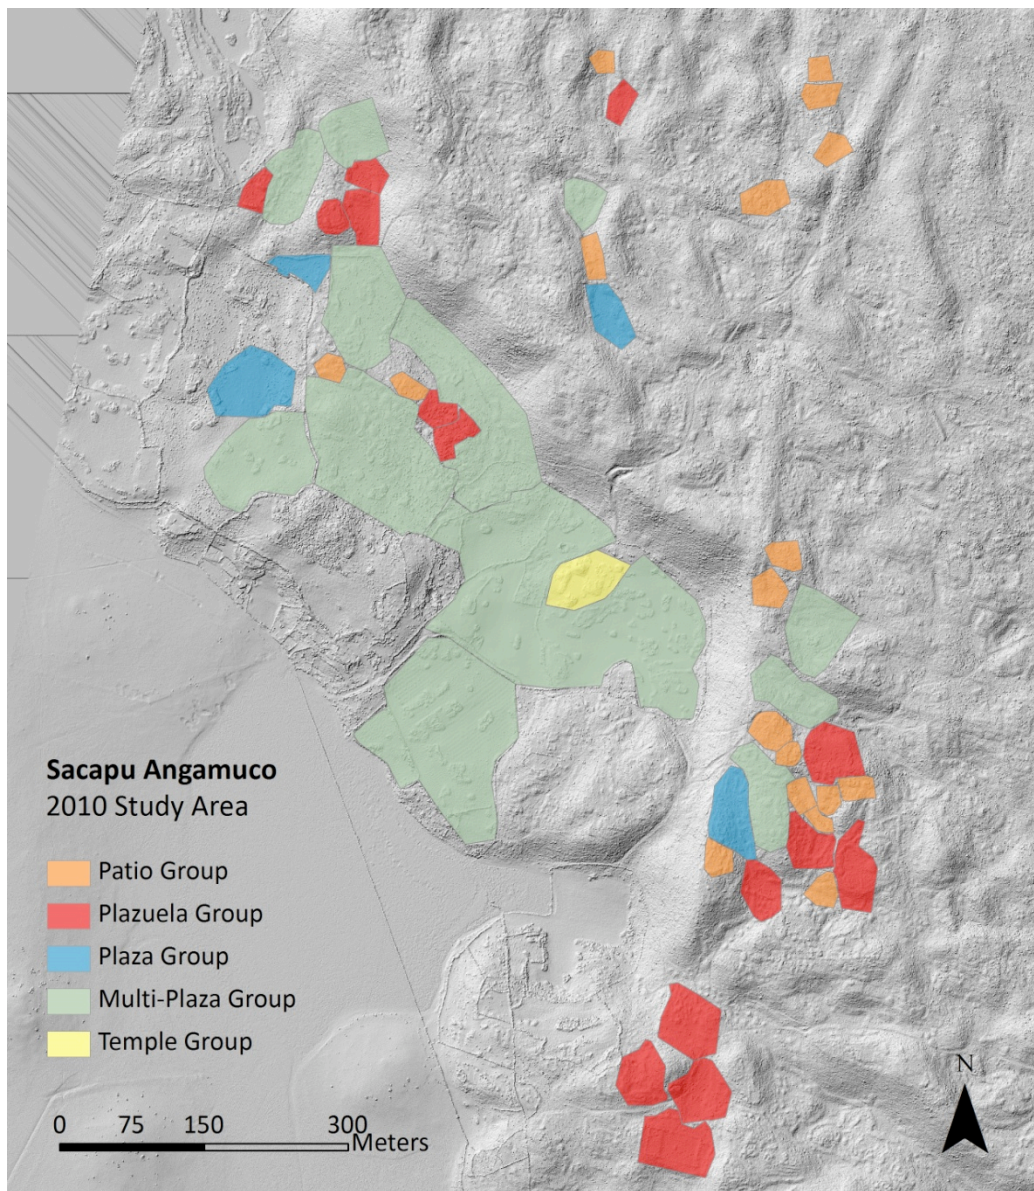 Sacapu Angamuco
2010 Study Area
Patio Group
Plazuela Group
Plaza Group
Multi-Plaza Group
Temple Group
0 75 150 300
Meters
N